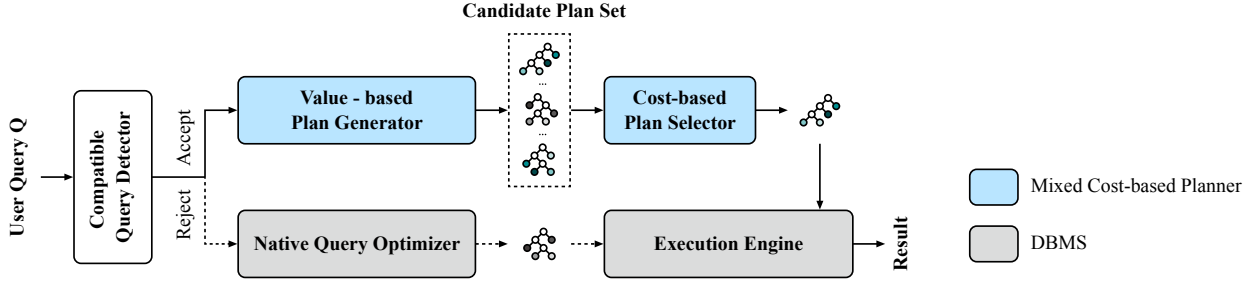 Candidate Plan Set
User Query Q
Compatible
Query Detector
Accept
Reject
Value - based
Plan Generator
...
...
Cost-based
Plan Selector
Native Query Optimizer
Execution Engine
Result
Mixed Cost-based Planner
DBMS